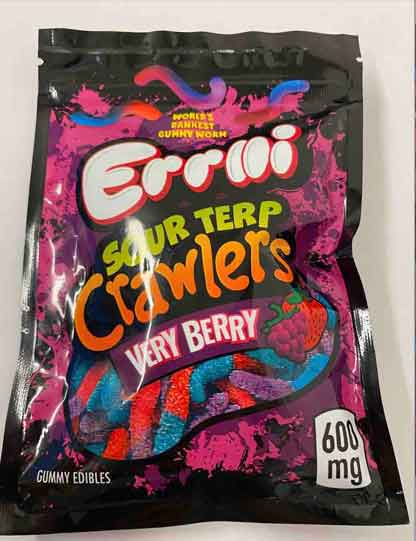 WORLD'S
DANKEST
GUMMY WORM
Errlli
SOUR TERP
Crawlers
VERY BERRY
600
mg
GUMMY EDIBLES